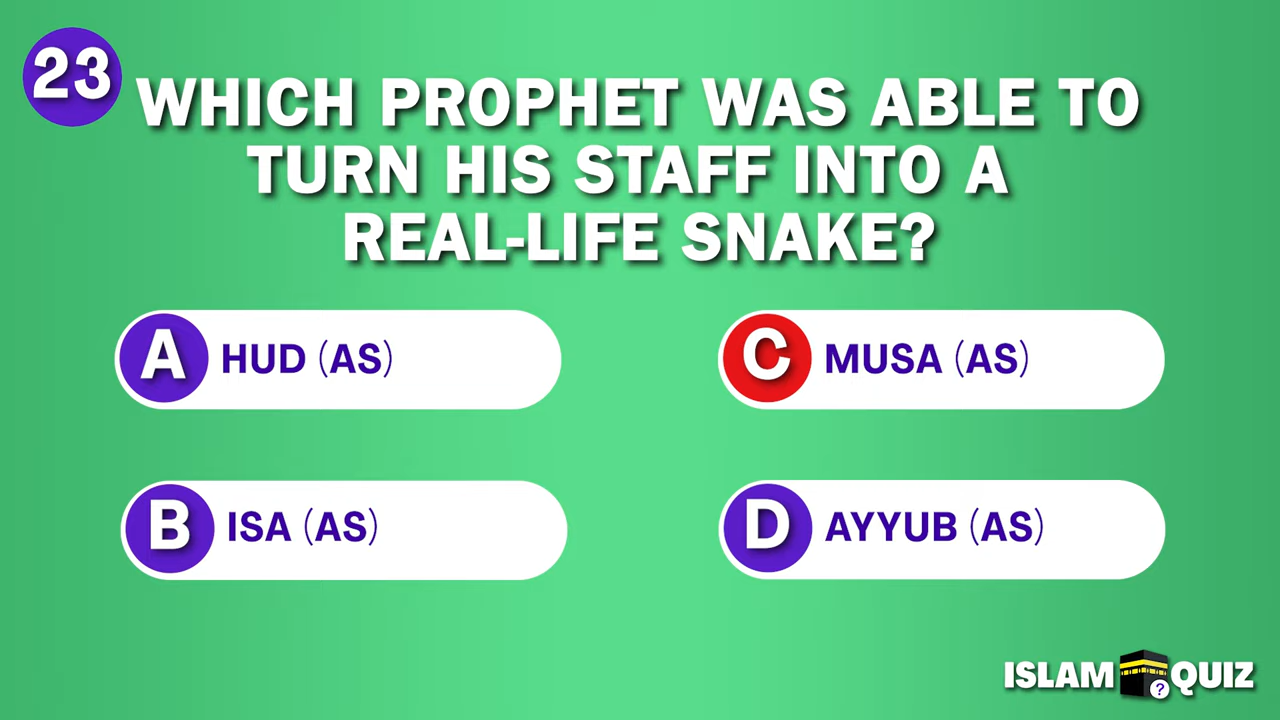 23
WHICH PROPHET WAS ABLE TO
TURN HIS STAFF INTO A
REAL-LIFE SNAKE?
A HUD (AS)
C MUSA (AS)
B ISA (AS)
D AYYUB (AS)
ISLAM ? QUIZ